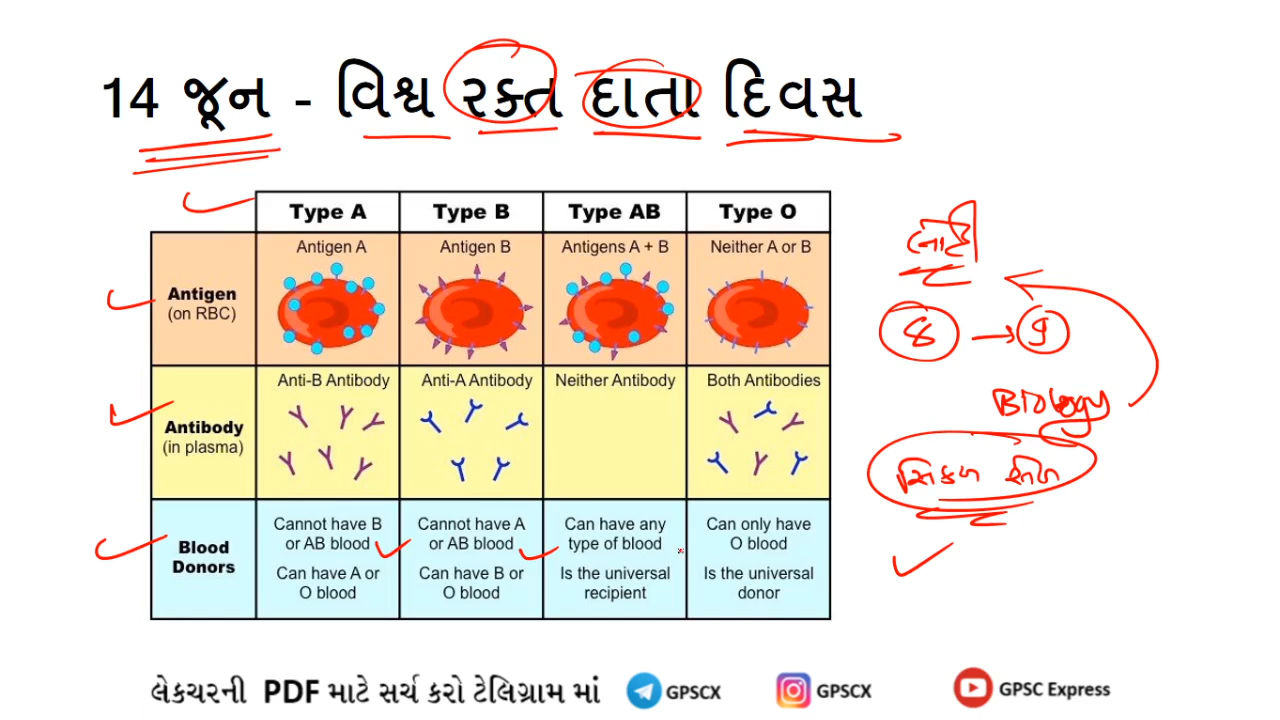 14 જૂન - વિશ્વ રક્ત દાતા દિવસ
Type A Type B Type AB Type O
Antigen (on RBC)
Antigen A
Antigen B
Antigens A + B
Neither A or B
Antibody (in plasma)
Anti-B Antibody
Anti-A Antibody
Neither Antibody
Both Antibodies
Blood Donors
Cannot have B
or AB blood
Can have A or
O blood
Cannot have A
or AB blood
Can have B or
O blood
Can have any
type of blood
Is the universal
recipient
Can only have
O blood
Is the universal
donor
8 → 9
Biology
સિકલ સેલ
લેકચરની PDF માટે સર્ચ કરો ટેલિગ્રામ માં GPSCX GPSCX GPSC Express